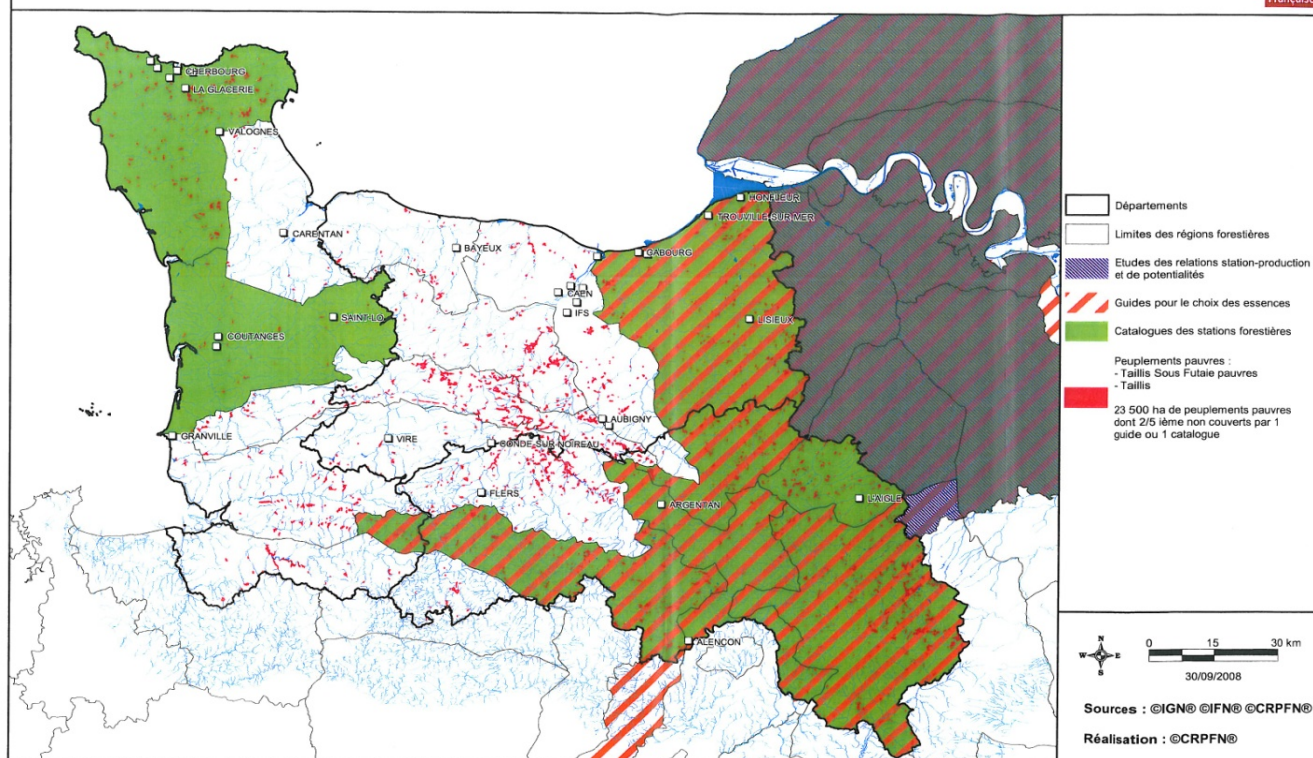 Française
CHERBOURG
LA GLACERIE
VALOGNES
CARENTAN
BAYEUX
HONFLEUR
TROUVILLE-SUR-MER
CABOURG
CAEN
IFS
LISIEUX
SAINT-LO
COUTANCES
GRANVILLE
VIRE
AUBIGNY
CONDE-SUR-NOIREAU
FLERS
ARGENTAN
L'AIGLE
ALENCON
Départements
Limites des régions forestières
Etudes des relations station-production
et de potentialités
Guides pour le choix des essences
Catalogues des stations forestières
Peuplements pauvres :
- Taillis Sous Futaie pauvres
- Taillis
23 500 ha de peuplements pauvres
dont 2/5 ième non couverts par 1
guide ou 1 catalogue
N
W E
S
0 15 30 km
30/09/2008
Sources : ©IGN® ©IFN® ©CRPFN®
Réalisation : ©CRPFN®